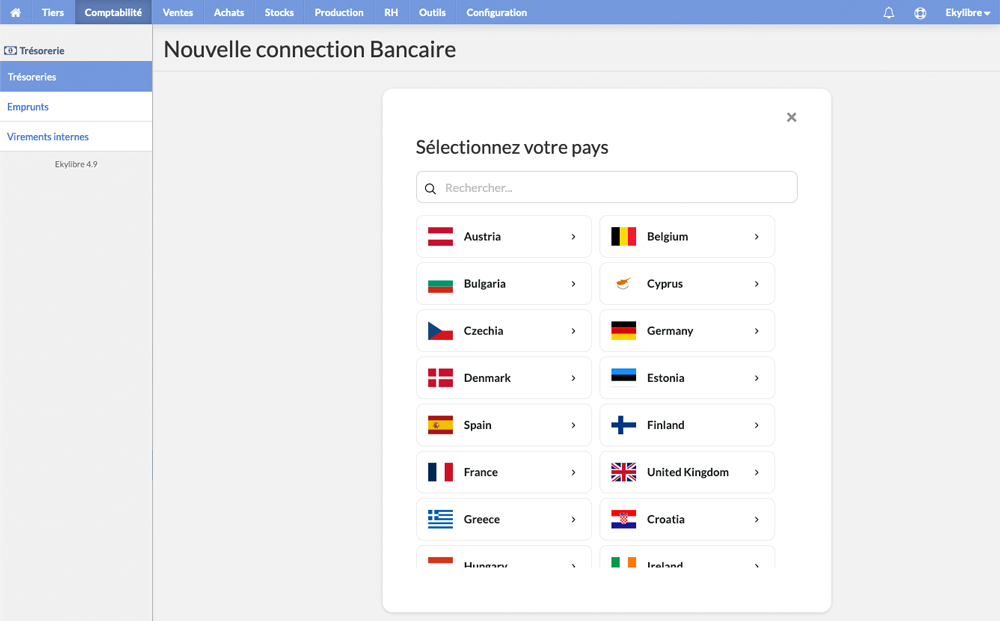 Tiers Comptabilité Ventes Achats Stocks Production RH Outils Configuration Ekylibre
Trésorerie
Trésoreries
Emprunts
Virements internes
Ekylibre 4.9
Nouvelle connection Bancaire
Sélectionnez votre pays
Rechercher...
Austria Belgium
Bulgaria Cyprus
Czechia Germany
Denmark Estonia
Spain Finland
France United Kingdom
Greece Croatia
Hungary Ireland